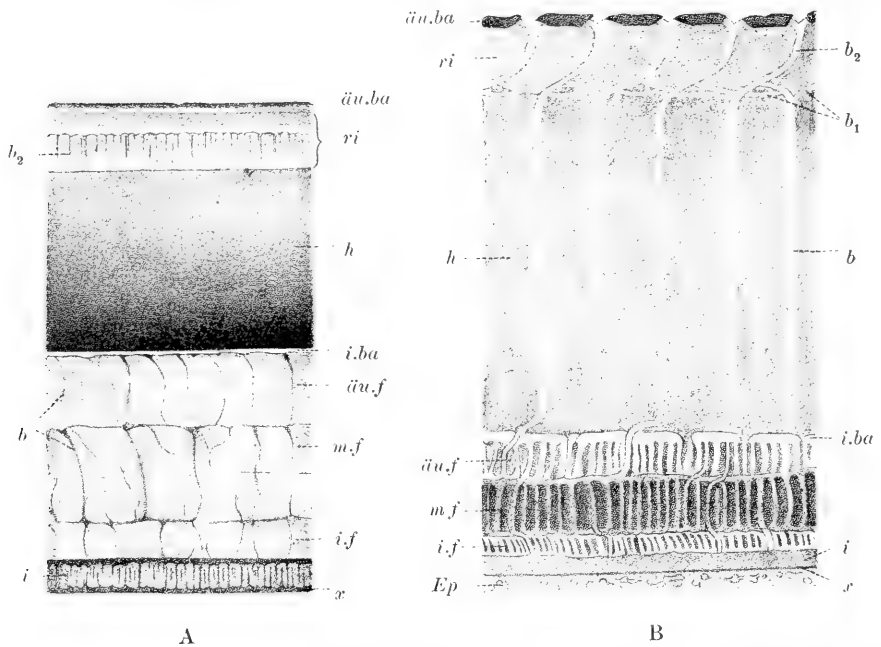 äu.ba
ri
b₂
h
i.ba
äu.f
b
m.f
i.f
i
x
A
äu.ba
ri
b₂
b₁
h
b
i.ba
äu.f
m.f
i.f
i
Ep
x
B